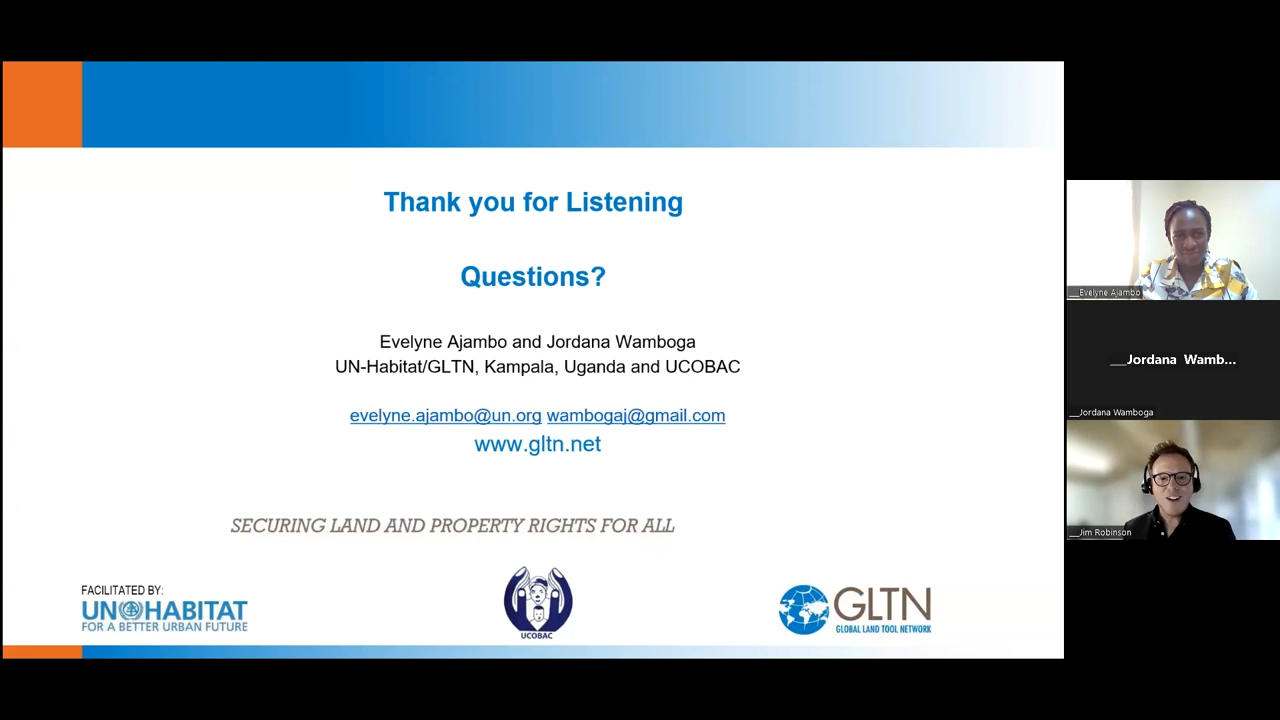 Thank you for Listening
Questions?
Evelyne Ajambo and Jordana Wamboga
UN-Habitat/GLTN, Kampala, Uganda and UCOBAC
evelyne.ajambo@un.org wambogaj@gmail.com
www.gltn.net
SECURING LAND AND PROPERTY RIGHTS FOR ALL
FACILITATED BY:
UN HABITAT
FOR A BETTER URBAN FUTURE
UCOBAC
GLTN
GLOBAL LAND TOOL NETWORK
__Evelyne Ajambo
__Jordana Wamb...
__Jordana Wamboga
__Jim Robinson